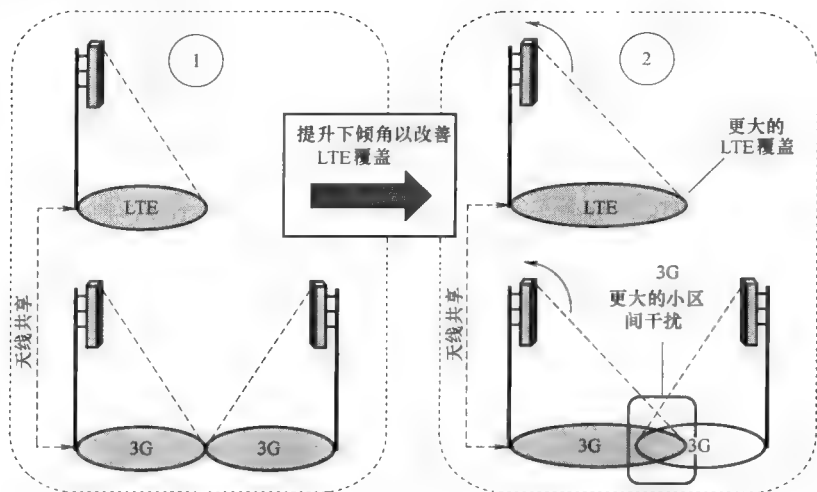 1
LTE
天线共享
3G
3G
提升下倾角以改善
LTE覆盖
2
更大的
LTE覆盖
LTE
天线共享
3G
更大的小区
间干扰
3G
3G